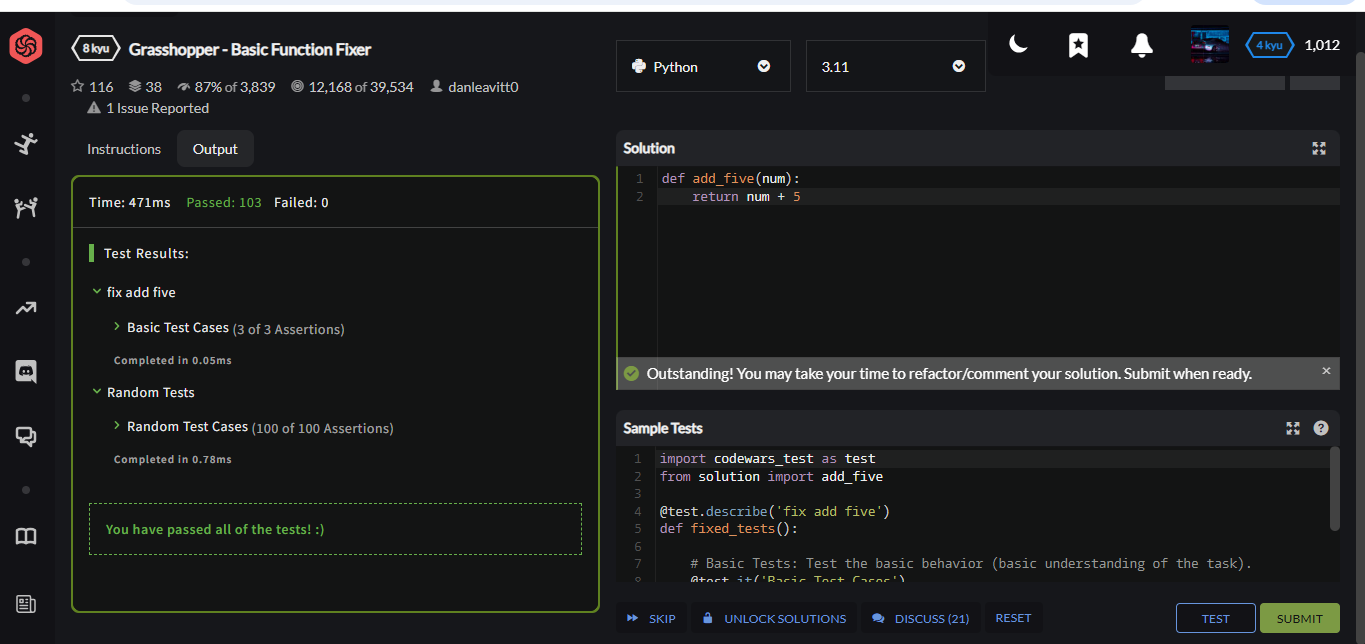 8 kyu Grasshopper - Basic Function Fixer
116 38 87% of 3,839 12,168 of 39,534 danleavitt0
1 Issue Reported
Python
3.11
4 kyu 1,012
Instructions Output
Time: 471ms Passed: 103 Failed: 0
Test Results:
fix add five
Basic Test Cases (3 of 3 Assertions)
Completed in 0.05ms
Random Tests
Random Test Cases (100 of 100 Assertions)
Completed in 0.78ms
You have passed all of the tests! :)
Solution
1 def add_five(num):
2     return num + 5
Outstanding! You may take your time to refactor/comment your solution. Submit when ready. ×
Sample Tests ?
1 import codewars_test as test
2 from solution import add_five
3
4 @test.describe('fix add five')
5 def fixed_tests():
6
7     # Basic Tests: Test the basic behavior (basic understanding of the task).
8     @test.it('Basic Test Cases')
SKIP UNLOCK SOLUTIONS DISCUSS (21) RESET TEST SUBMIT